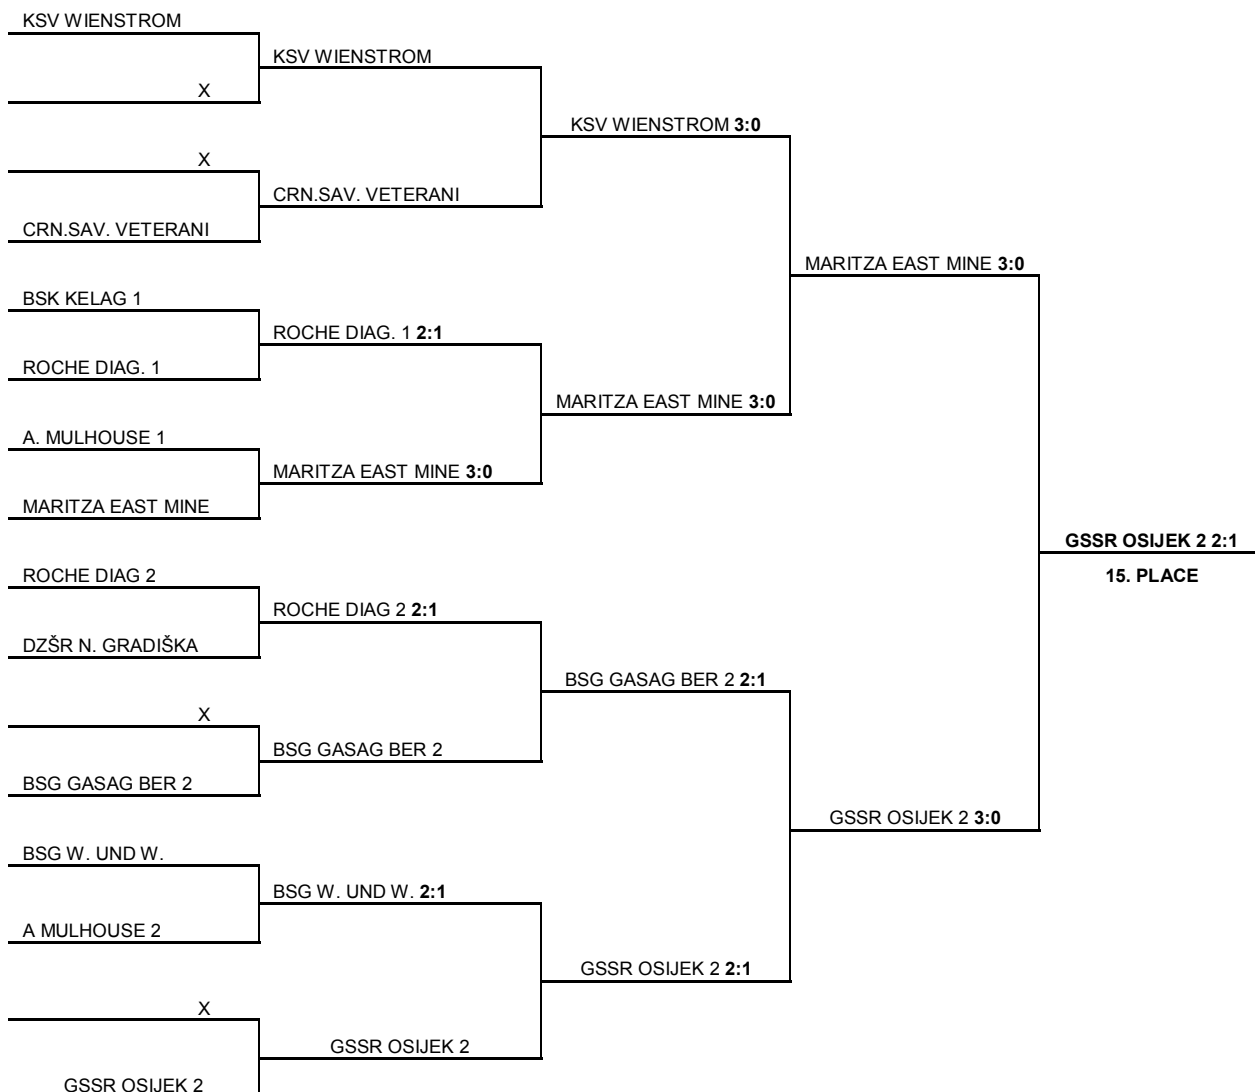 KSV WIENSTROM
KSV WIENSTROM
X
KSV WIENSTROM 3:0
X
CRN.SAV. VETERANI
CRN.SAV. VETERANI
MARITZA EAST MINE 3:0
BSK KELAG 1
ROCHE DIAG. 1 2:1
ROCHE DIAG. 1
MARITZA EAST MINE 3:0
A. MULHOUSE 1
MARITZA EAST MINE 3:0
MARITZA EAST MINE
GSSR OSIJEK 2 2:1
15. PLACE
ROCHE DIAG 2
ROCHE DIAG 2 2:1
DZŠR N. GRADIŠKA
BSG GASAG BER 2 2:1
X
BSG GASAG BER 2
BSG GASAG BER 2
GSSR OSIJEK 2 3:0
BSG W. UND W.
BSG W. UND W. 2:1
A MULHOUSE 2
GSSR OSIJEK 2 2:1
X
GSSR OSIJEK 2
GSSR OSIJEK 2